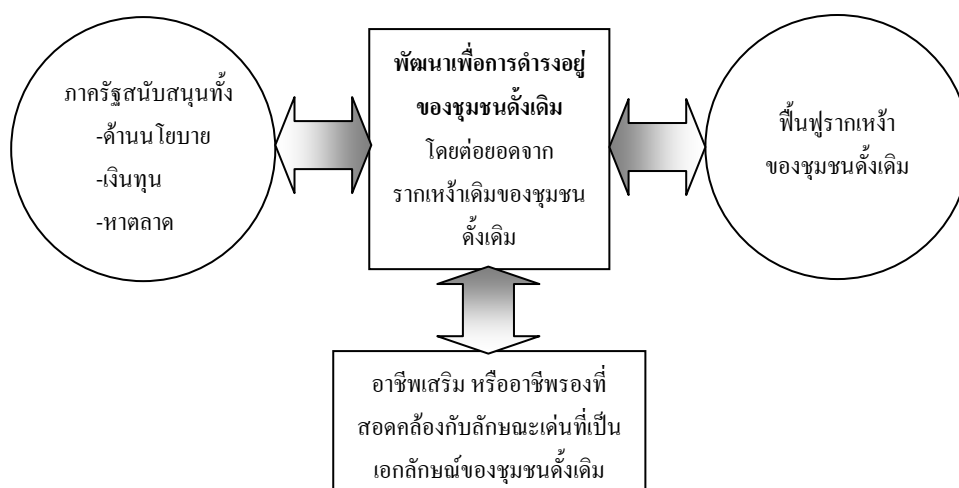 ภาครัฐสนับสนุนทั้ง
-ด้านนโยบาย
-เงินทุน
-หาตลาด
พัฒนาเพื่อการดำรงอยู่
ของชุมชนดั้งเดิม
โดยต่อยอดจาก
รากเหง้าเดิมของชุมชน
ดั้งเดิม
ฟื้นฟูรากเหง้า
ของชุมชนดั้งเดิม
อาชีพเสริม หรืออาชีพรองที่
สอดคล้องกับลักษณะเด่นที่เป็น
เอกลักษณ์ของชุมชนดั้งเดิม